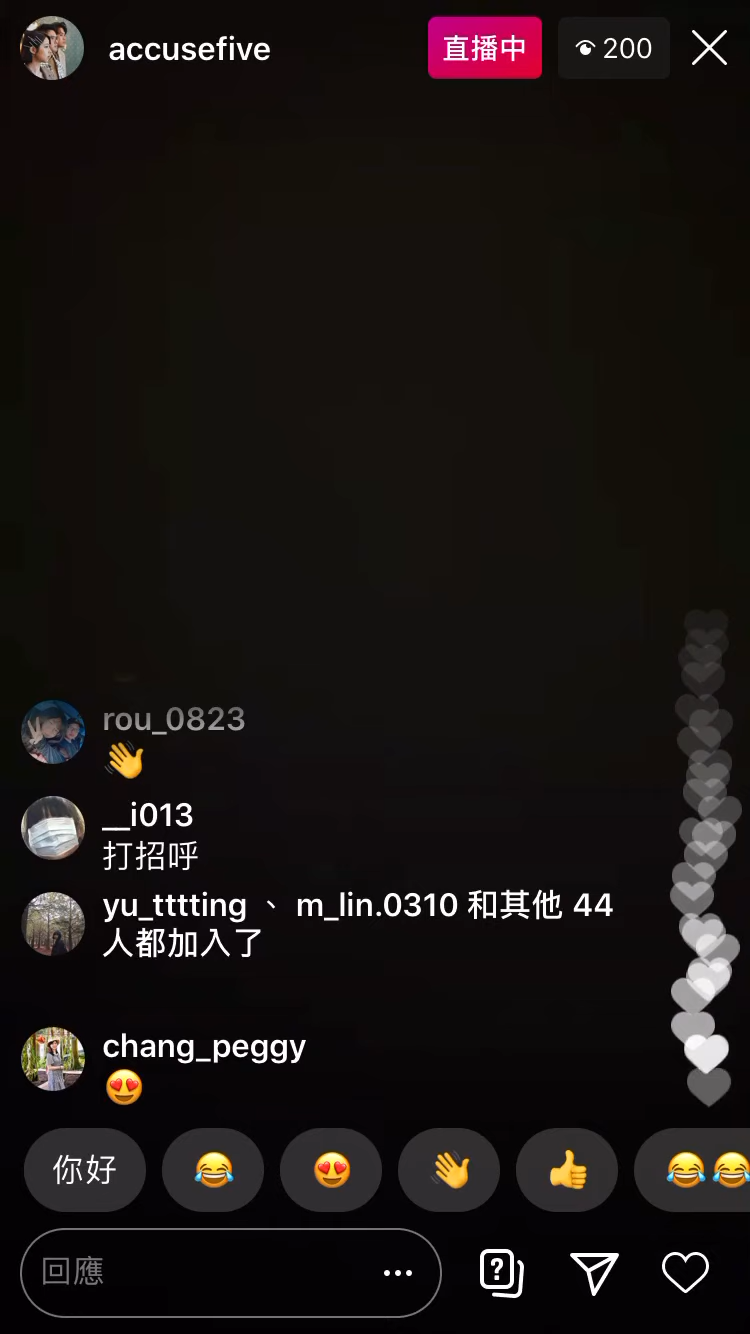 accusefive
直播中
200
rou_0823
👋
__i013
打招呼
yu_tttting 、 m_lin.0310 和其他 44
人都加入了
chang_peggy
😍
你好 😂 😍 👋 👍 😂😂
回應